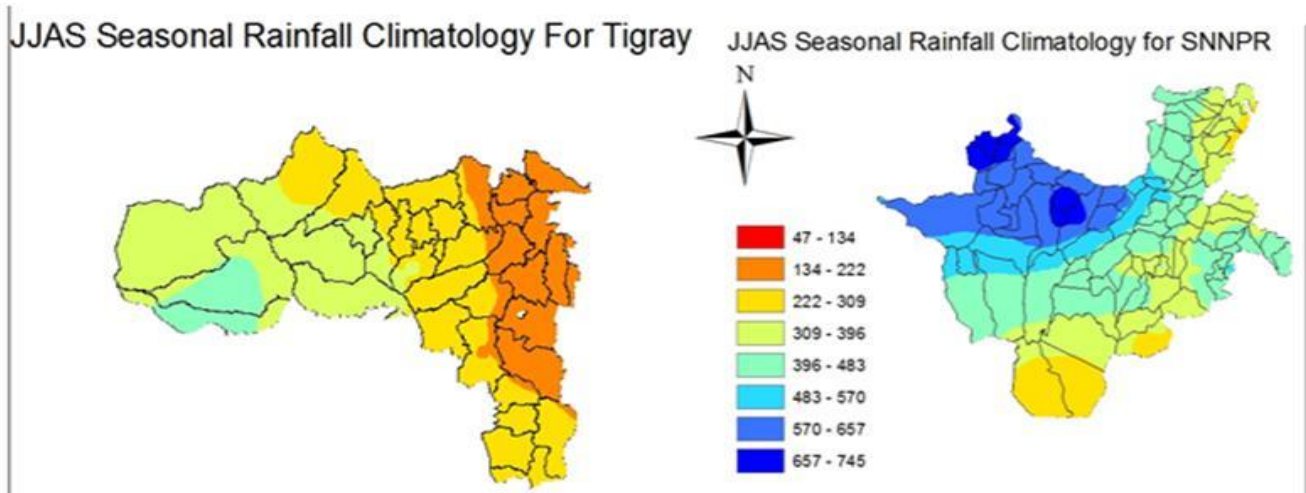 JJAS Seasonal Rainfall Climatology For Tigray
JJAS Seasonal Rainfall Climatology for SNNPR
N
47 - 134
134 - 222
222 - 309
309 - 396
396 - 483
483 - 570
570 - 657
657 - 745